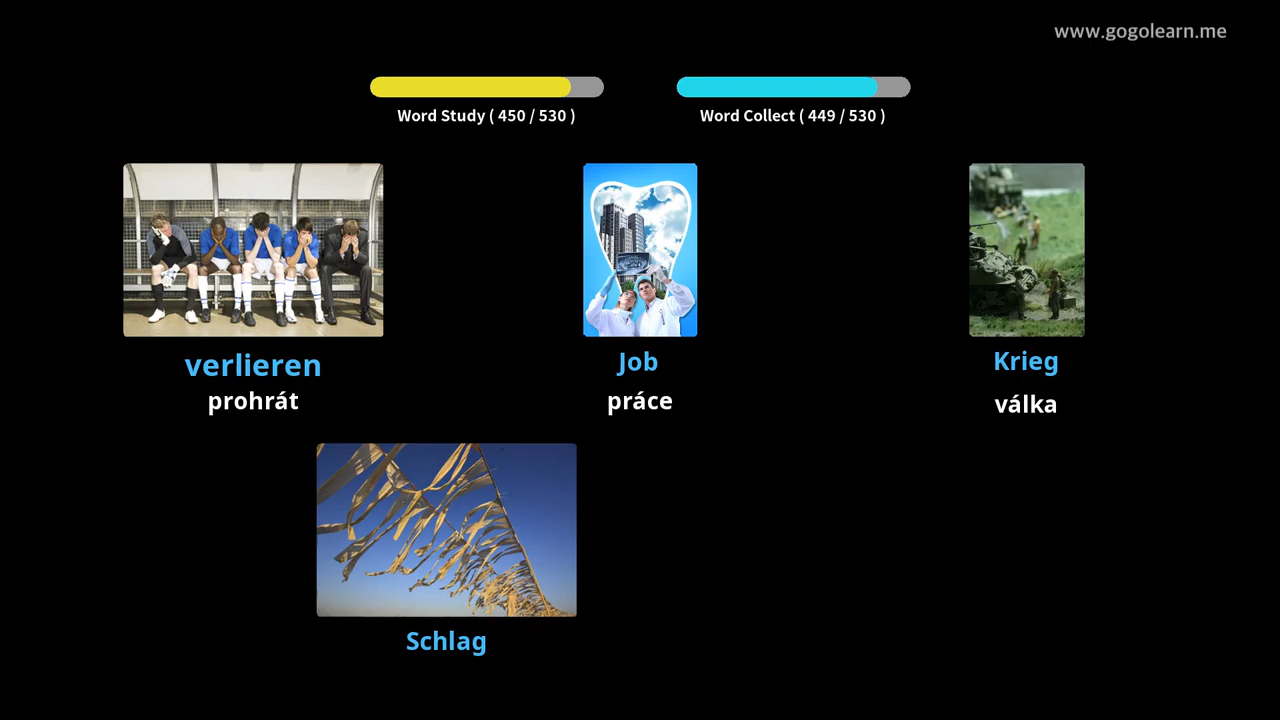 www.gogolearn.me
Word Study ( 450 / 530 )
Word Collect ( 449 / 530 )
verlieren
prohrát
Job
práce
Krieg
válka
Schlag